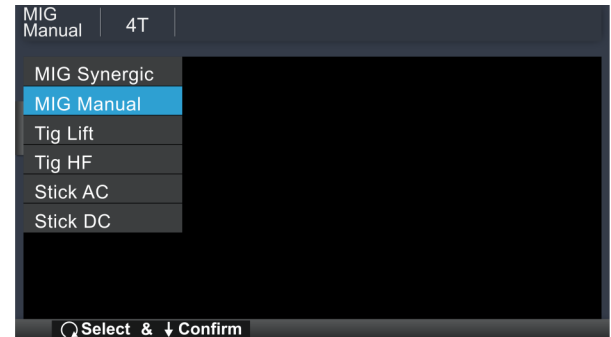 MIG
Manual
4T
MIG Synergic
MIG Manual
Tig Lift
Tig HF
Stick AC
Stick DC
Select & ↓ Confirm